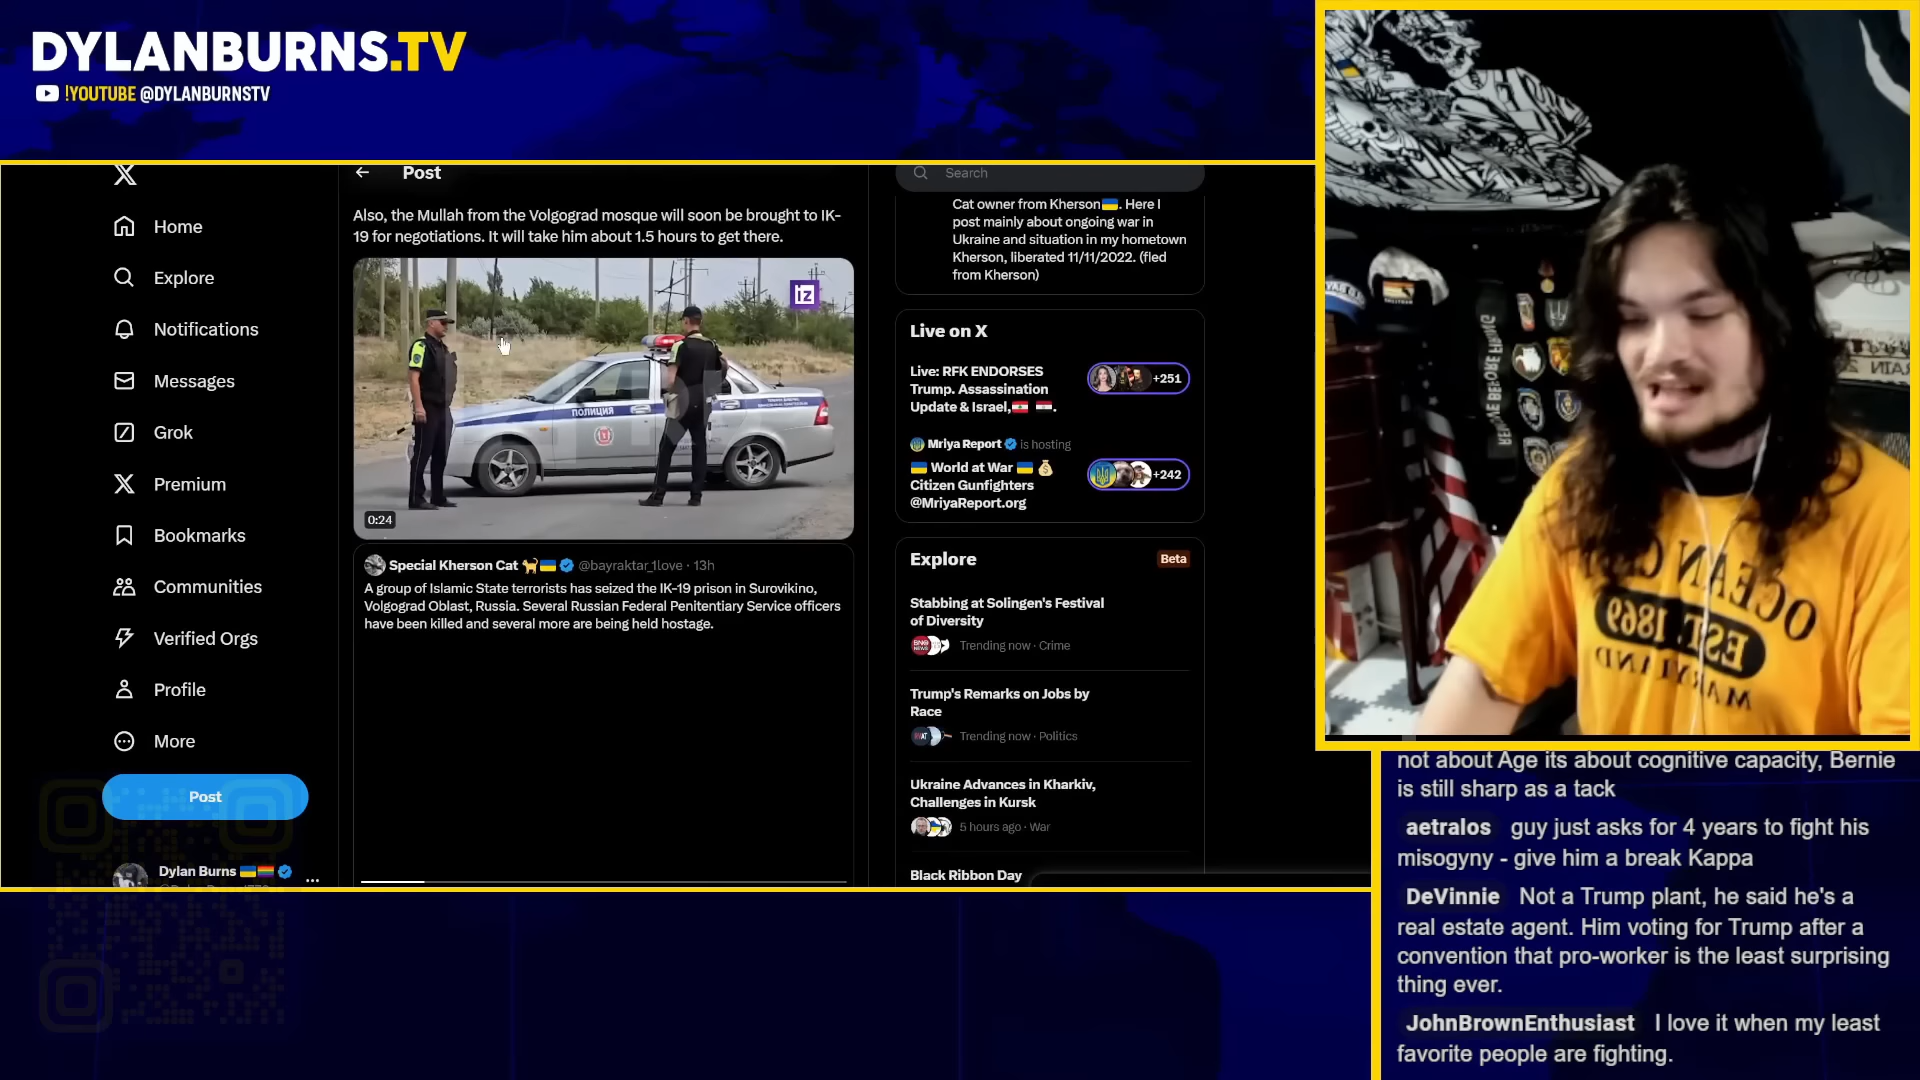 DYLANBURNS.TV
!YOUTUBE @DYLANBURNSTV
Home
Explore
Notifications
Messages
Grok
Premium
Bookmarks
Communities
Verified Orgs
Profile
More
Post
Dylan Burns
Post
Also, the Mullah from the Volgograd mosque will soon be brought to IK-
19 for negotiations. It will take him about 1.5 hours to get there.
iz
ПОЛИЦИЯ
0:24
Special Kherson Cat @bayraktar_1love · 13h
A group of Islamic State terrorists has seized the IK-19 prison in Surovikino,
Volgograd Oblast, Russia. Several Russian Federal Penitentiary Service officers
have been killed and several more are being held hostage.
Search
Cat owner from Kherson. Here I
post mainly about ongoing war in
Ukraine and situation in my hometown
Kherson, liberated 11/11/2022. (fled
from Kherson)
Live on X
Live: RFK ENDORSES
Trump. Assassination
Update & Israel, .
+251
Mriya Report is hosting
World at War
Citizen Gunfighters
@MriyaReport.org
+242
Explore
Beta
Stabbing at Solingen's Festival
of Diversity
Trending now · Crime
Trump's Remarks on Jobs by
Race
Trending now · Politics
Ukraine Advances in Kharkiv,
Challenges in Kursk
5 hours ago · War
Black Ribbon Day
REMOVE BEFORE FIRING
OCEAN C
EST. 1869
MARYLAND
not about Age its about cognitive capacity, Bernie
is still sharp as a tack
aetralos guy just asks for 4 years to fight his
misogyny - give him a break Kappa
DeVinnie Not a Trump plant, he said he's a
real estate agent. Him voting for Trump after a
convention that pro-worker is the least surprising
thing ever.
JohnBrownEnthusiast I love it when my least
favorite people are fighting.